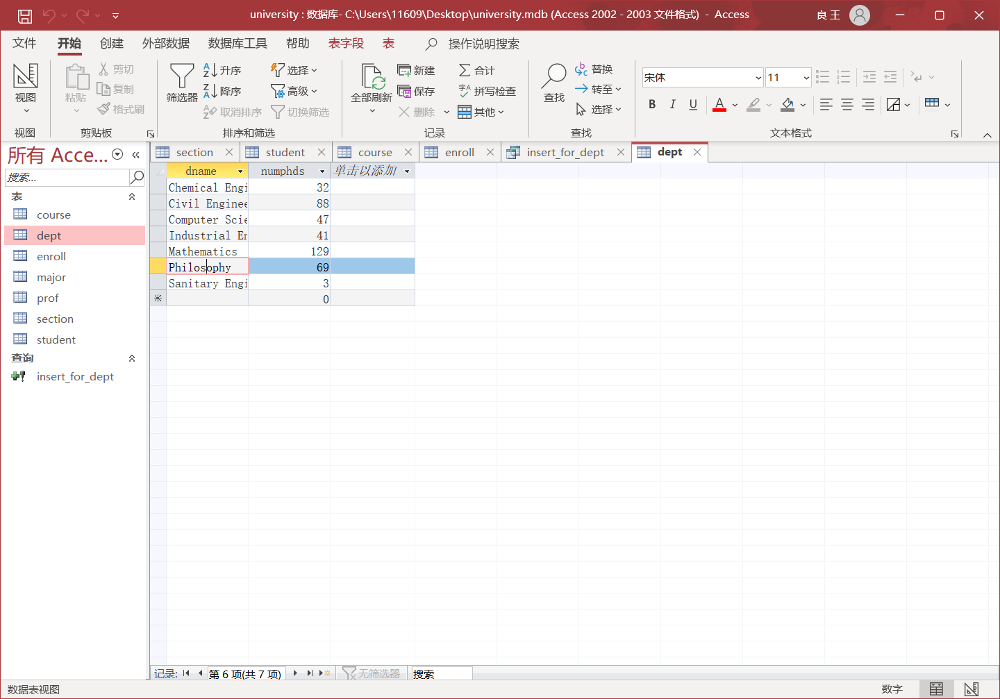 university : 数据库- C:\Users\11609\Desktop\university.mdb (Access 2002 - 2003 文件格式) - Access
良 王
文件 开始 创建 外部数据 数据库工具 帮助 表字段 表 操作说明搜索
视图
视图
粘贴
剪切
复制
格式刷
剪贴板
筛选器
升序
降序
取消排序
选择
高级
切换筛选
排序和筛选
全部刷新
新建
保存
删除
合计
拼写检查
其他
记录
查找
替换
转至
选择
查找
宋体 11
B I U A
文本格式
所有 Acce...
搜索...
表
course
dept
enroll
major
prof
section
student
查询
insert_for_dept
section student course enroll insert_for_dept dept
dname numphds 单击以添加
Chemical Engi 32
Civil Enginee 88
Computer Scie 47
Industrial En 41
Mathematics 129
Philosophy 69
Sanitary Engi 3
0
记录: 第 6 项(共 7 项) 无筛选器 搜索
数据表视图 数字